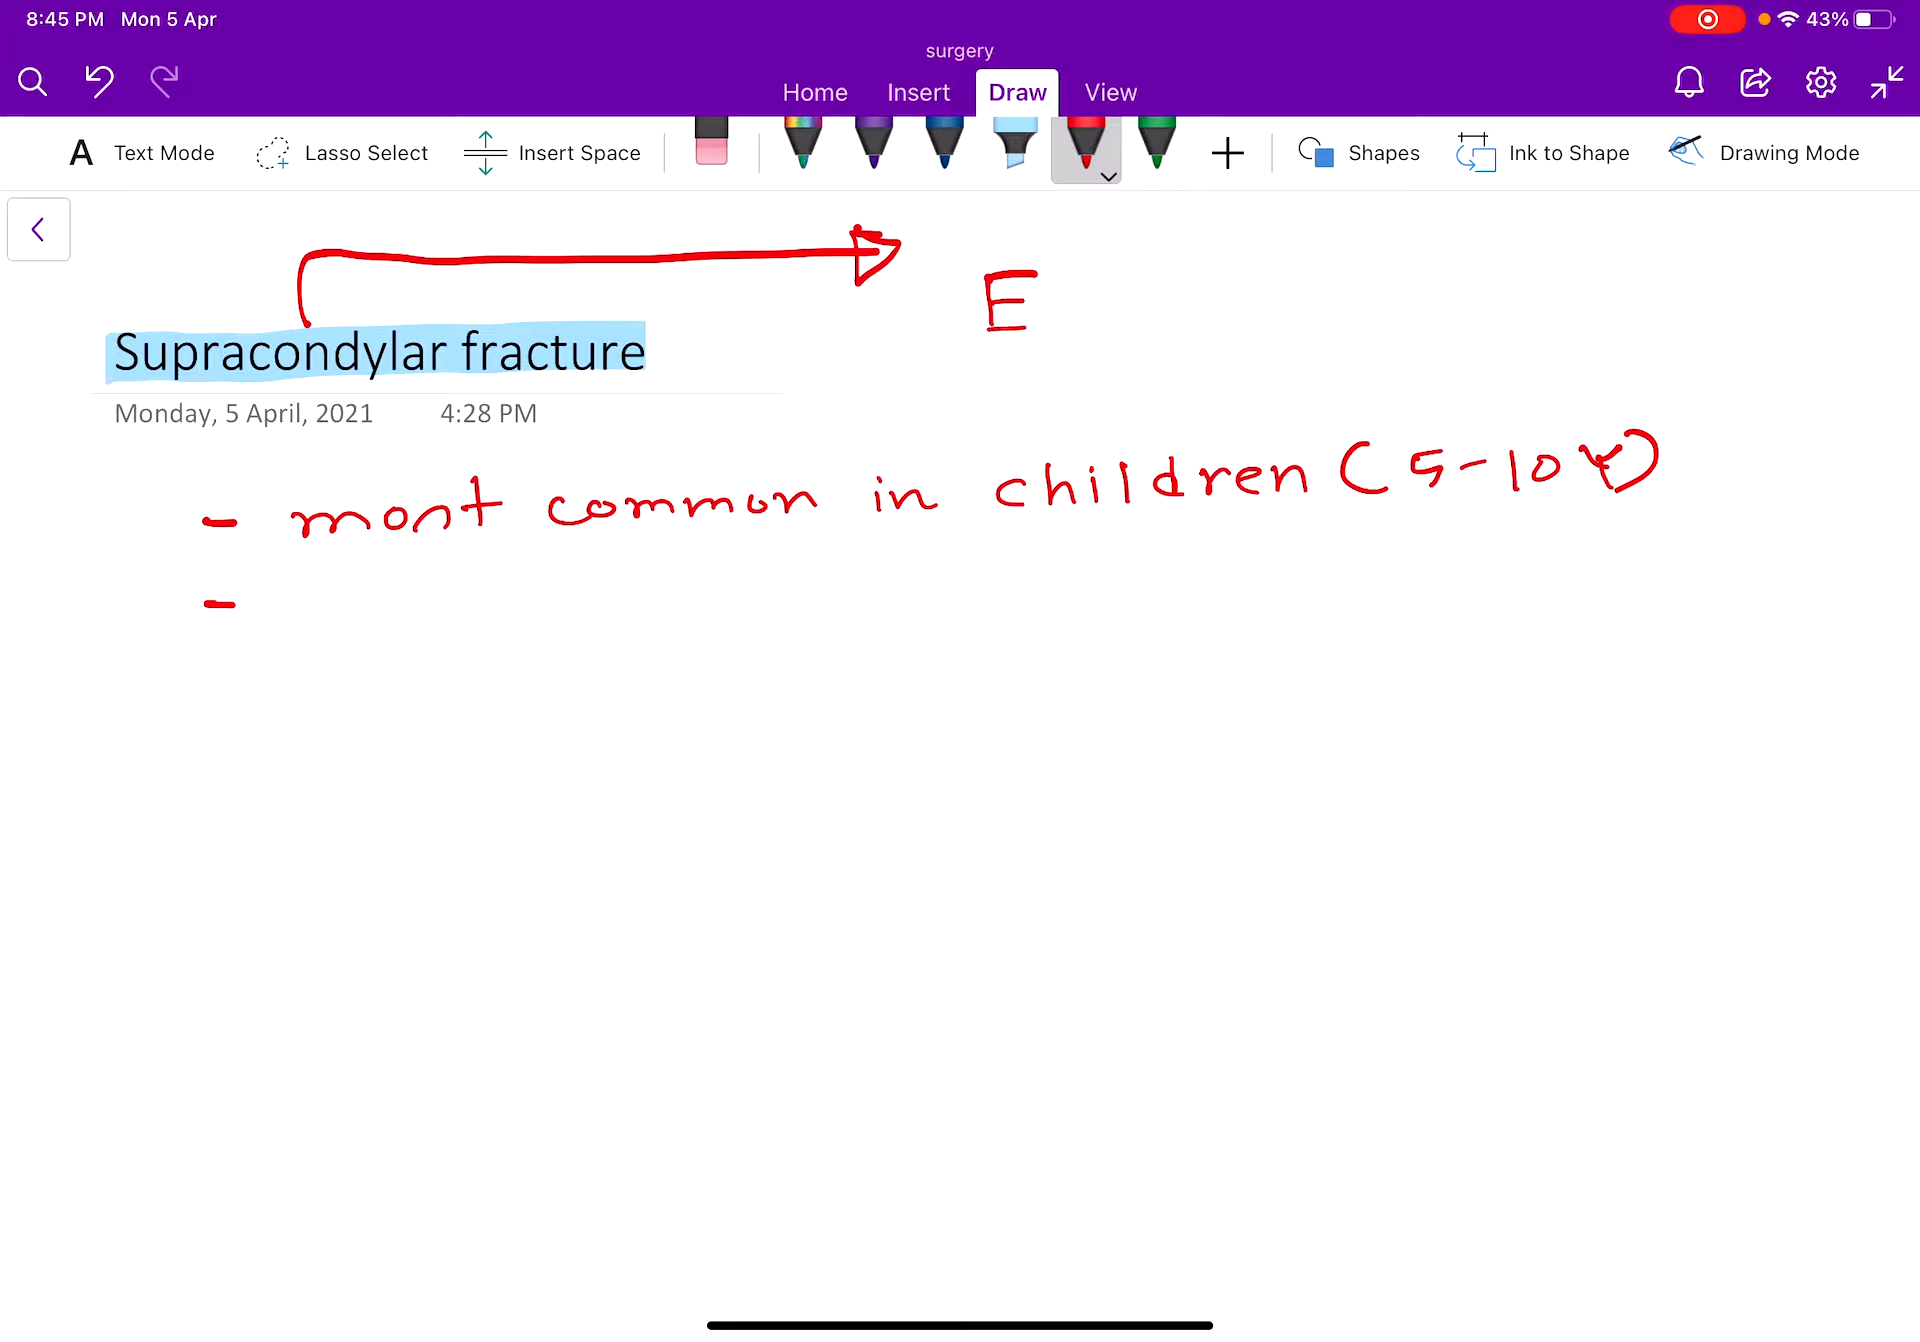 8:45 PM Mon 5 Apr 43%
surgery
Home Insert Draw View
A Text Mode Lasso Select Insert Space Shapes Ink to Shape Drawing Mode
E
Supracondylar fracture
Monday, 5 April, 2021 4:28 PM
- most common in children (5-10 Y)
-